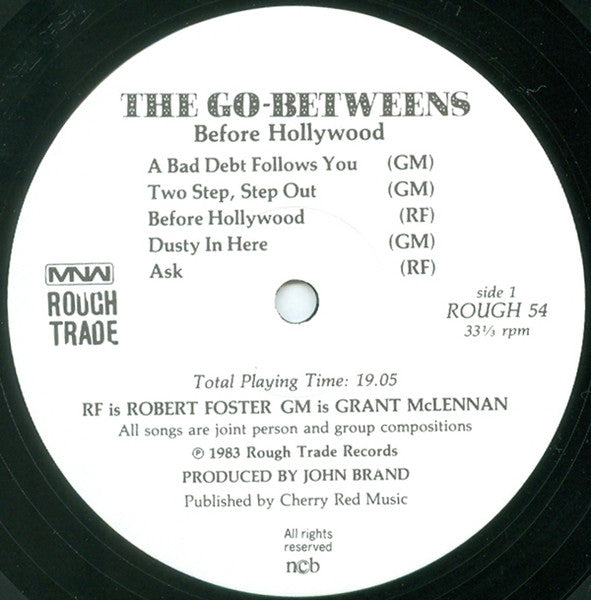 THE GO-BETWEENS
Before Hollywood
A Bad Debt Follows You (GM)
Two Step, Step Out (GM)
Before Hollywood (RF)
Dusty In Here (GM)
Ask (RF)
MNW
ROUGH
TRADE
side 1
ROUGH 54
33⅓ rpm
Total Playing Time: 19.05
RF is ROBERT FOSTER GM is GRANT McLENNAN
All songs are joint person and group compositions
℗ 1983 Rough Trade Records
PRODUCED BY JOHN BRAND
Published by Cherry Red Music
All rights
reserved
ncb